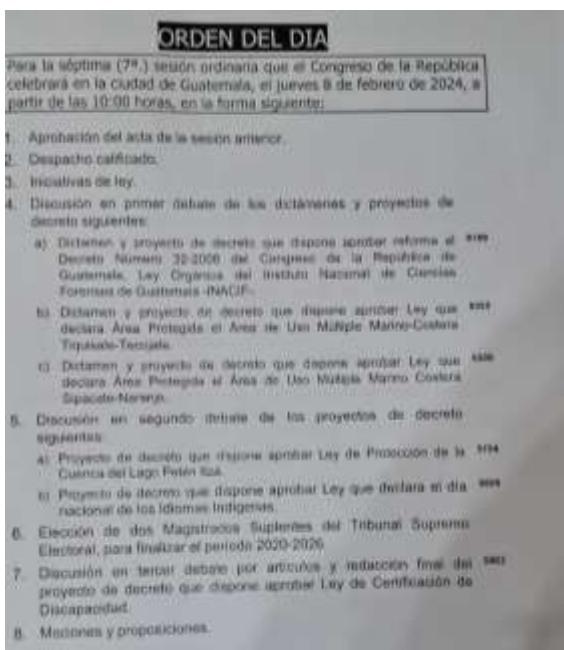 ORDEN DEL DIA
Para la séptima (7ª.) sesión ordinaria que el Congreso de la República
celebrará en la ciudad de Guatemala, el jueves 8 de febrero de 2024, a
partir de las 10:00 horas, en la forma siguiente:
1. Aprobación del acta de la sesión anterior.
2. Despacho calificado.
3. Iniciativas de ley.
4. Discusión en primer debate de los dictámenes y proyectos de
decreto siguientes:
a) Dictamen y proyecto de decreto que dispone aprobar reforma al
Decreto Número 32-2006 del Congreso de la República de
Guatemala, Ley Orgánica del Instituto Nacional de Ciencias
Forenses de Guatemala -INACIF-.
b) Dictamen y proyecto de decreto que dispone aprobar Ley que
declara Área Protegida el Área de Uso Múltiple Marino-Costera
c) Dictamen y proyecto de decreto que dispone aprobar Ley que
declara Área Protegida el Área de Uso Múltiple Marino Costera
Sipacate-Naranjo.
5. Discusión en segundo debate de los proyectos de decreto
siguientes:
a) Proyecto de decreto que dispone aprobar Ley de Protección de la
Cuenca del Lago Petén Itzá.
b) Proyecto de decreto que dispone aprobar Ley que declara el día
nacional de los Idiomas Indígenas.
6. Elección de dos Magistrados Suplentes del Tribunal Supremo
Electoral, para finalizar el período 2020-2026
7. Discusión en tercer debate por artículos y redacción final del
proyecto de decreto que dispone aprobar Ley de Certificación de
Discapacidad.
8. Mociones y proposiciones.